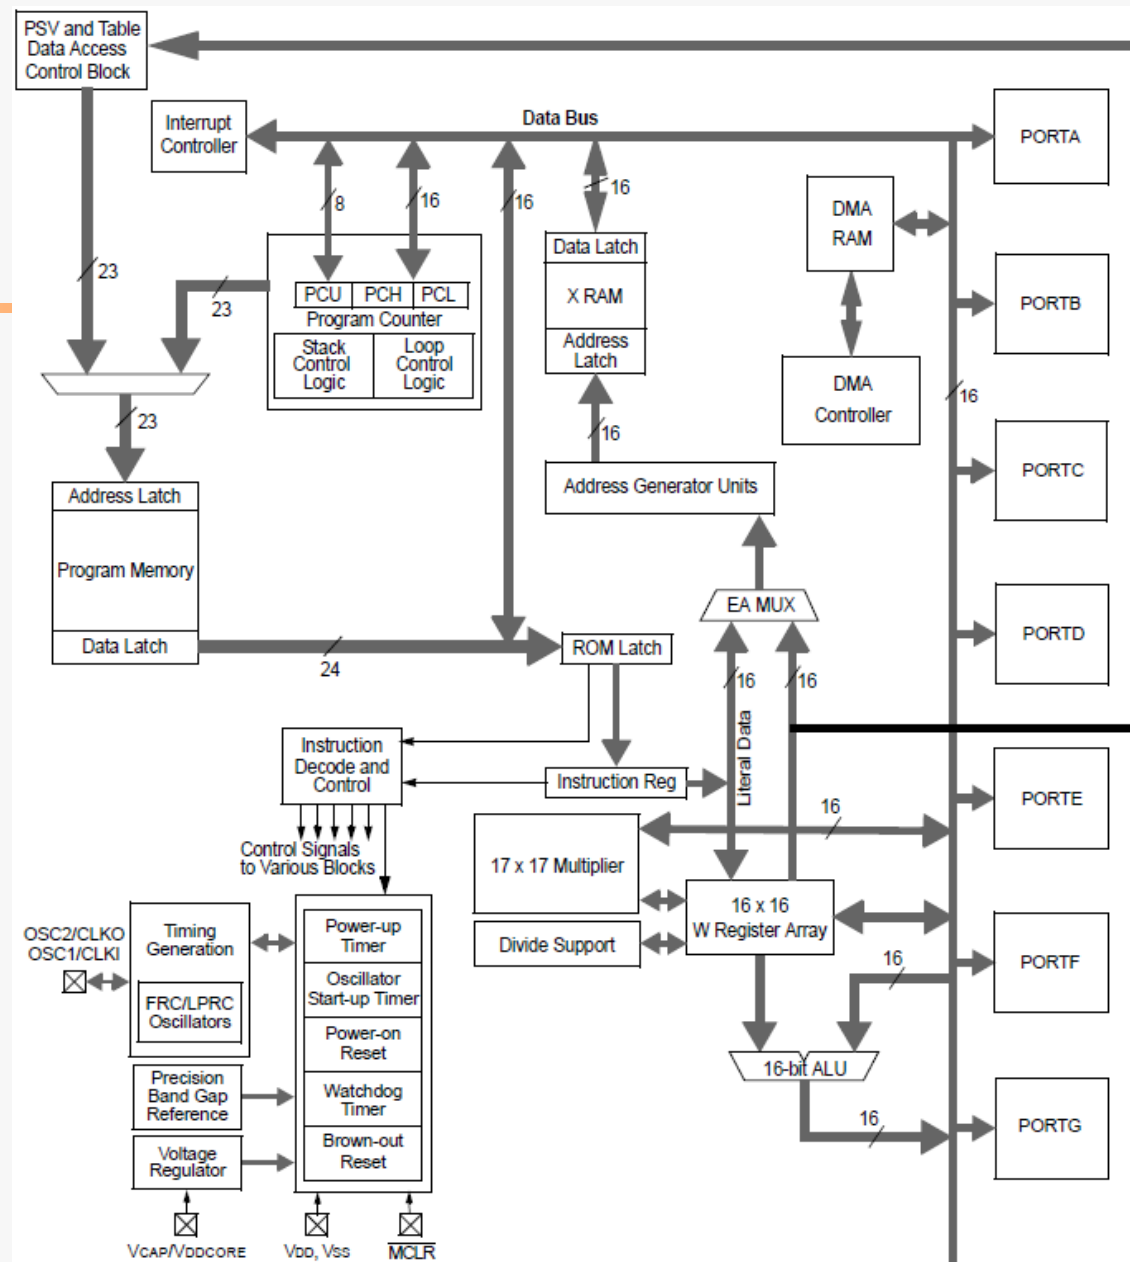 PSV and Table
Data Access
Control Block
Interrupt
Controller
Data Bus
PORTA
8
16
16
16
DMA
RAM
Data Latch
X RAM
Address
Latch
23
23
PCU
PCH
PCL
Program Counter
Stack
Control
Logic
Loop
Control
Logic
PORTB
DMA
Controller
16
23
16
Address Generator Units
PORTC
Address Latch
Program Memory
Data Latch
24
EA MUX
ROM Latch
PORTD
16
16
Literal Data
Instruction
Decode and
Control
Instruction Reg
PORTE
16
Control Signals
to Various Blocks
17 x 17 Multiplier
16 x 16
W Register Array
Divide Support
OSC2/CLKO
OSC1/CLKI
Timing
Generation
FRC/LPRC
Oscillators
Power-up
Timer
Oscillator
Start-up Timer
Power-on
Reset
Watchdog
Timer
Brown-out
Reset
PORTF
16
16-bit ALU
16
Precision
Band Gap
Reference
Voltage
Regulator
PORTG
VCAP/VDDCORE
VDD, VSS
MCLR